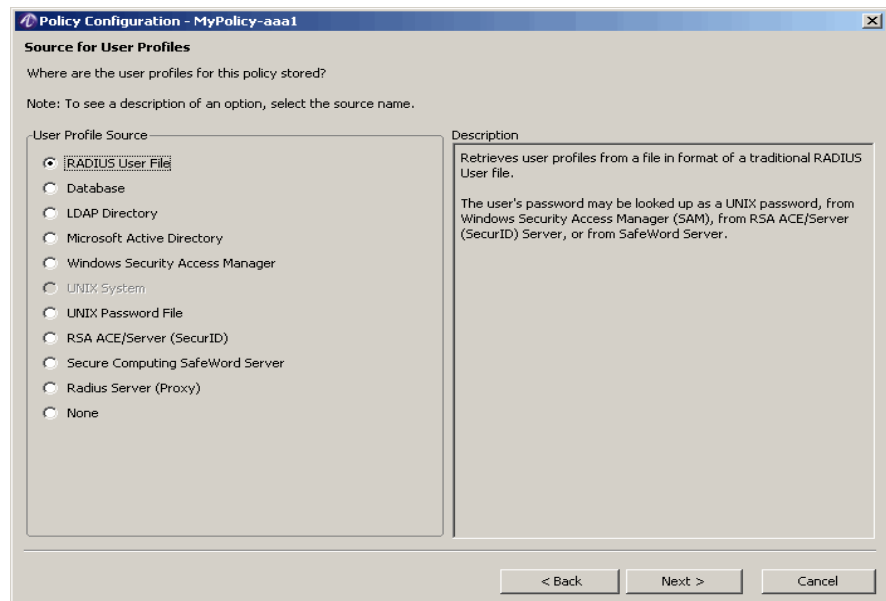 Policy Configuration - MyPolicy-aaa1
Source for User Profiles
Where are the user profiles for this policy stored?
Note: To see a description of an option, select the source name.
User Profile Source
RADIUS User File
Database
LDAP Directory
Microsoft Active Directory
Windows Security Access Manager
UNIX System
UNIX Password File
RSA ACE/Server (SecurID)
Secure Computing SafeWord Server
Radius Server (Proxy)
None
Description
Retrieves user profiles from a file in format of a traditional RADIUS
User file.
The user's password may be looked up as a UNIX password, from
Windows Security Access Manager (SAM), from RSA ACE/Server
(SecurID) Server, or from SafeWord Server.
< Back
Next >
Cancel